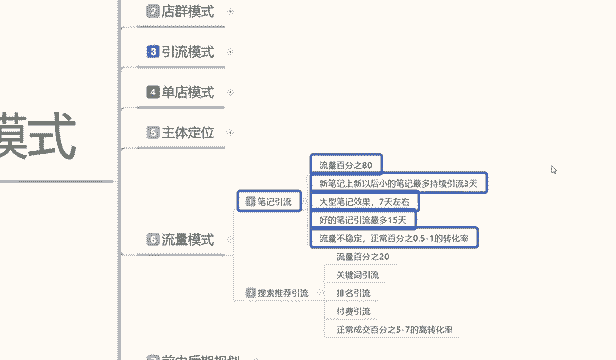 2 店群模式
3 引流模式
模式
4 单店模式
5 主体定位
6 流量模式
1 笔记引流
流量百分之80
新笔记上新以后小的笔记最多持续引流3天
大型笔记效果，7天左右
好的笔记引流最多15天
流量不稳定，正常百分之0.5-1的转化率
2 搜索推荐引流
流量百分之20
关键词引流
排名引流
付费引流
正常成交百分之5-7的高转化率